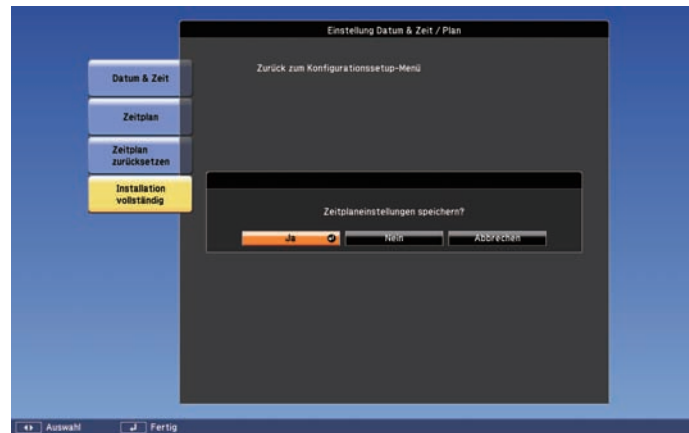 Einstellung Datum & Zeit / Plan
Datum & Zeit
Zurück zum Konfigurationssetup-Menü
Zeitplan
Zeitplan
zurücksetzen
Installation
vollständig
Zeitplaneinstellungen speichern?
Ja
Nein
Abbrechen
Auswahl
Fertig